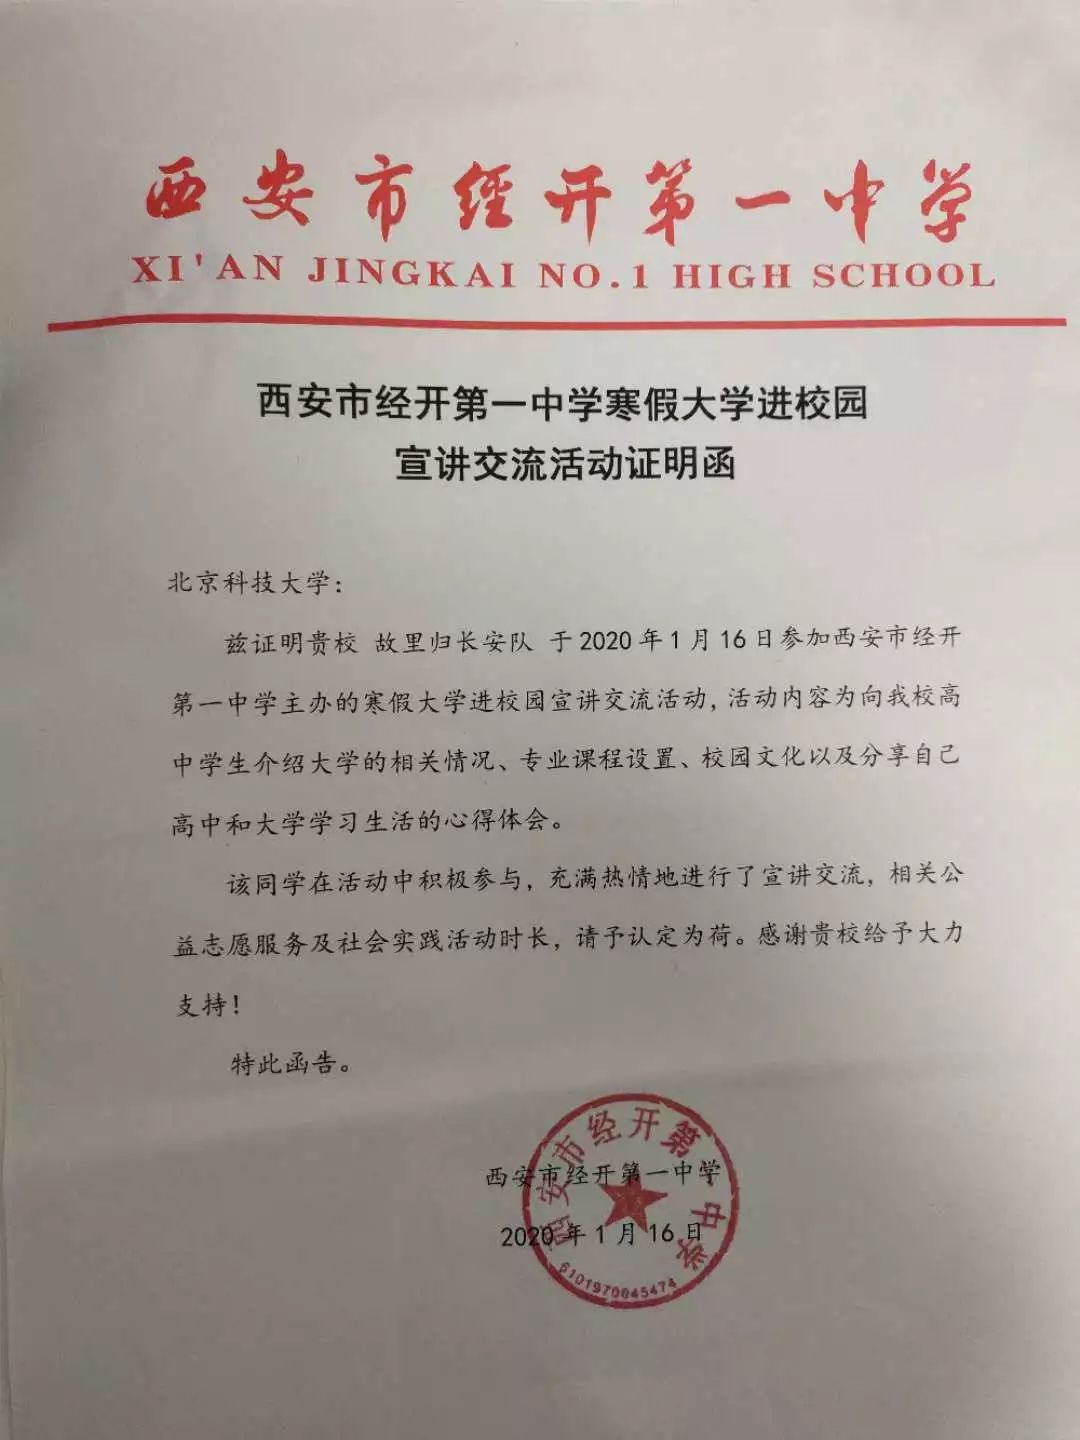 西安市经开第一中学
XI'AN JINGKAI NO.1 HIGH SCHOOL
西安市经开第一中学寒假大学进校园
宣讲交流活动证明函
北京科技大学：
兹证明贵校 故里归长安队 于2020年1月16日参加西安市经开
第一中学主办的寒假大学进校园宣讲交流活动，活动内容为向我校高
中学生介绍大学的相关情况、专业课程设置、校园文化以及分享自己
高中和大学学习生活的心得体会。
该同学在活动中积极参与，充满热情地进行了宣讲交流，相关公
益志愿服务及社会实践活动时长，请予认定为荷。感谢贵校给予大力
支持！
特此函告。
西安市经开第一中学
2020年1月16日
西安市经开第一中学
6101970045474